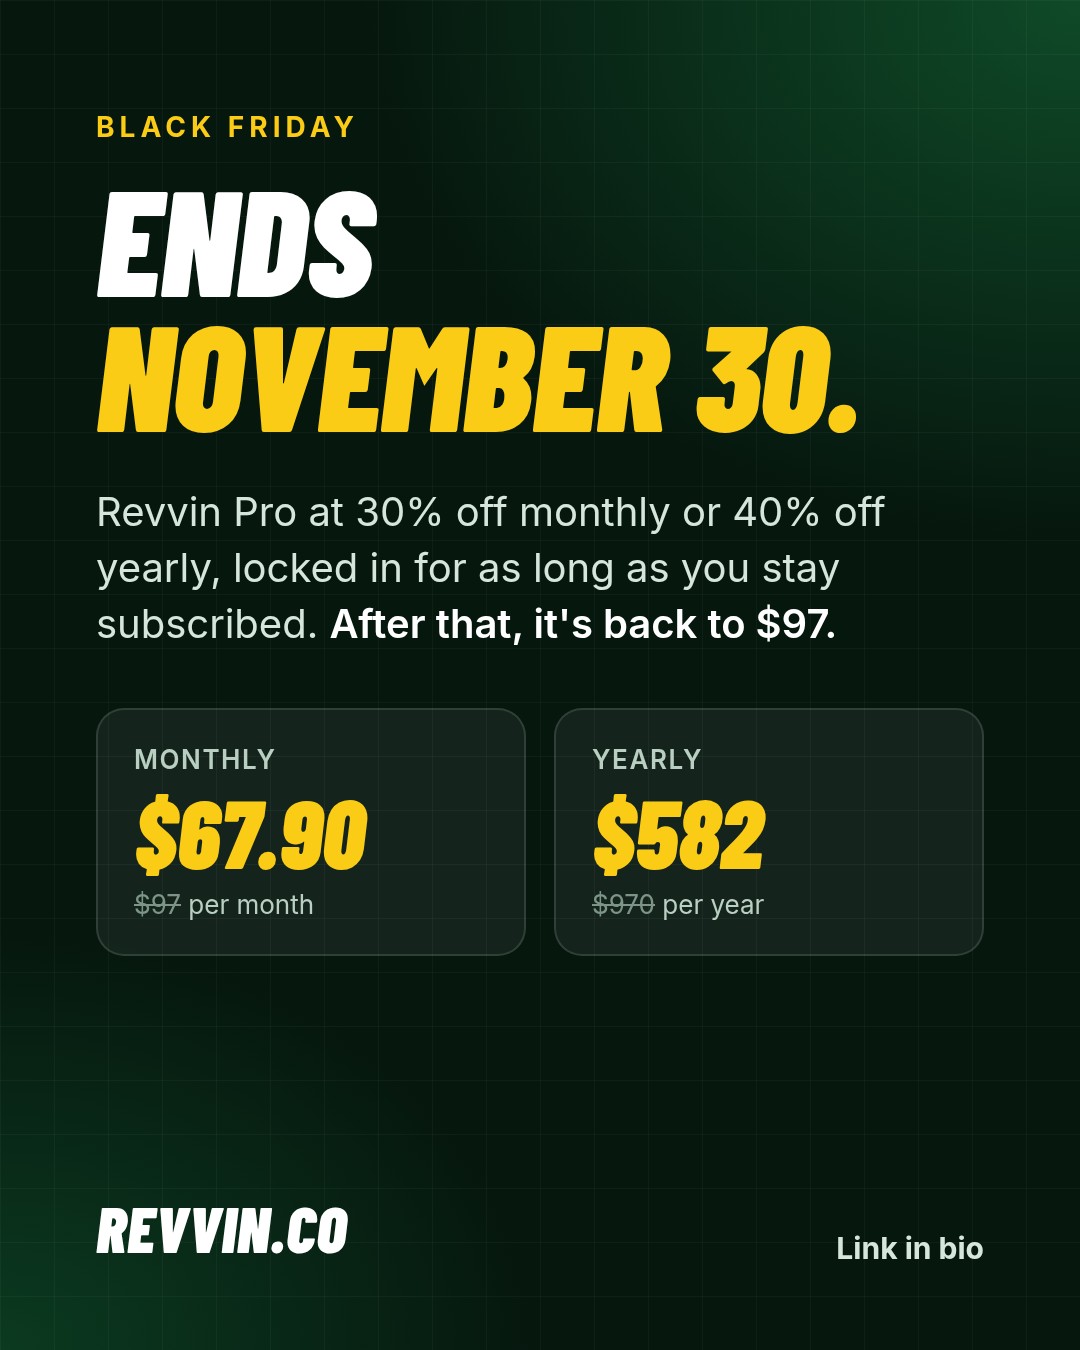 BLACK FRIDAY
ENDS
NOVEMBER 30.
Revvin Pro at 30% off monthly or 40% off
yearly, locked in for as long as you stay
subscribed. After that, it's back to $97.
MONTHLY
$67.90
$97 per month
YEARLY
$582
$970 per year
REVVIN.CO
Link in bio